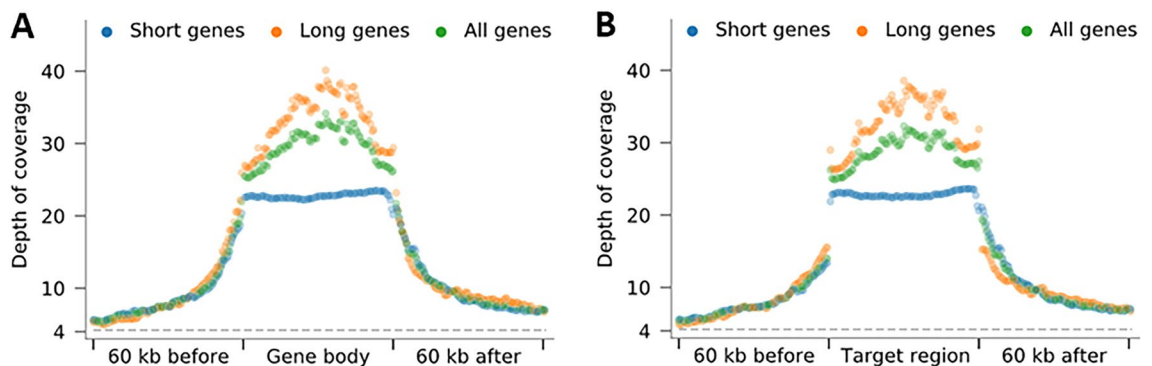 A
Short genes Long genes All genes
Depth of coverage
40
30
20
10
4
60 kb before Gene body 60 kb after
B
Short genes Long genes All genes
Depth of coverage
40
30
20
10
4
60 kb before Target region 60 kb after